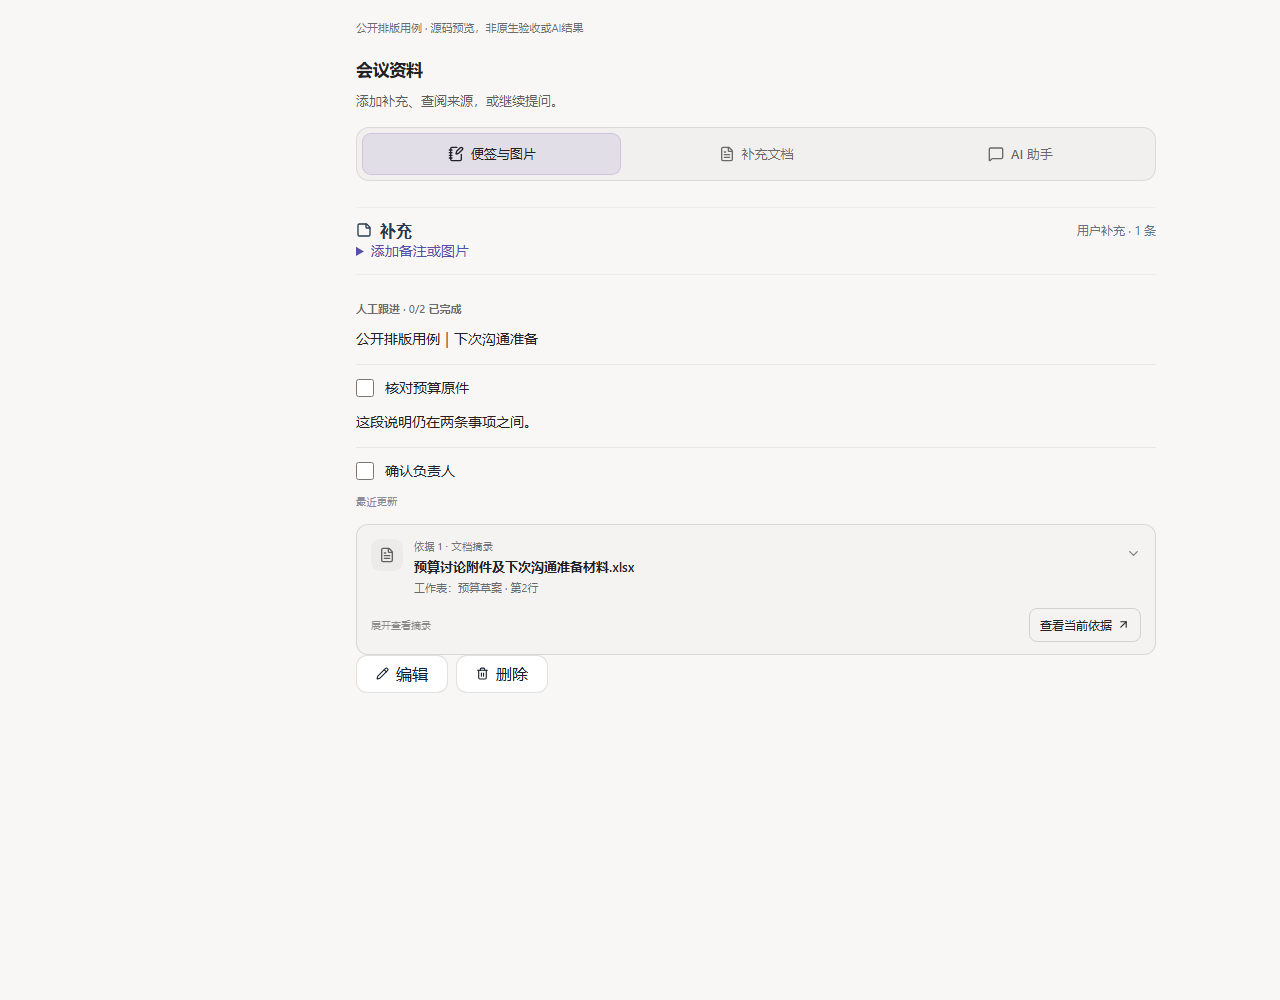 公开排版用例 · 源码预览，非原生验收或AI结果
会议资料
添加补充、查阅来源，或继续提问。
便签与图片
补充文档
AI 助手
补充
用户补充 · 1 条
添加备注或图片
人工跟进 · 0/2 已完成
公开排版用例｜下次沟通准备
核对预算原件
这段说明仍在两条事项之间。
确认负责人
最近更新
依据 1 · 文档摘录
预算讨论附件及下次沟通准备材料.xlsx
工作表：预算草案 · 第2行
展开查看摘录
查看当前依据
编辑
删除